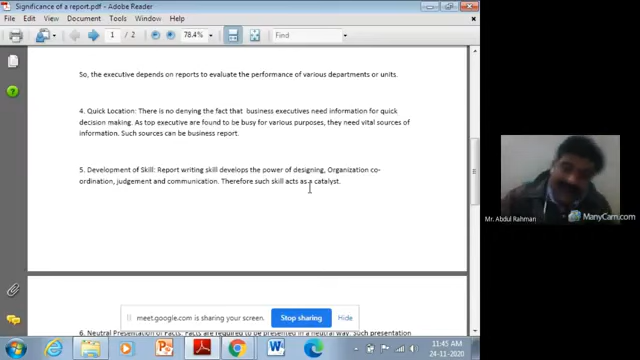 Significance of a report.pdf - Adobe Reader
File Edit View Document Tools Window Help
1 / 2 78.4% Find
So, the executive depends on reports to evaluate the performance of various departments or units.
4. Quick Location: There is no denying the fact that business executives need information for quick
decision making. As top executive are found to be busy for various purposes, they need vital sources of
information. Such sources can be business report.
5. Development of Skill: Report writing skill develops the power of designing, Organization co-
ordination, judgement and communication. Therefore such skill acts as a catalyst.
Mr. Abdul Rahman
ManyCam.com
meet.google.com is sharing your screen. Stop sharing Hide
6. Neutral Presentation of Facts: Facts are required to be presented in a neutral way. Such presentation
11:45 AM
24-11-2020